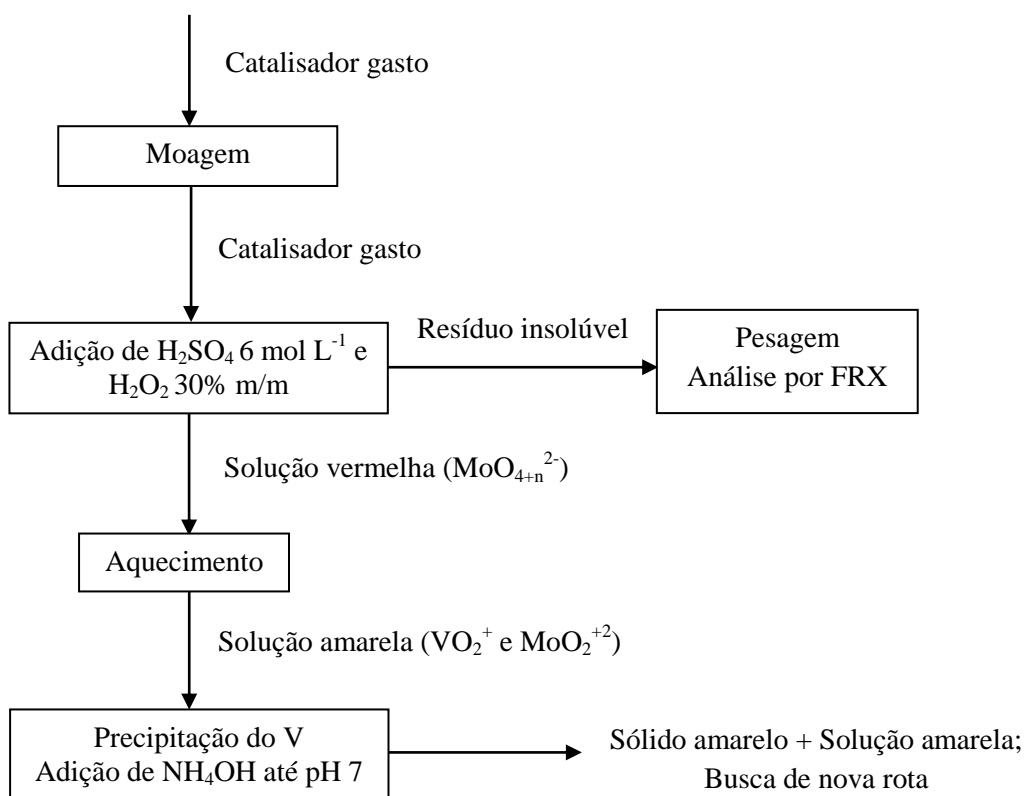 Catalisador gasto
Moagem
Catalisador gasto
Adição de H₂SO₄ 6 mol L⁻¹ e
H₂O₂ 30% m/m
Resíduo insolúvel
Pesagem
Análise por FRX
Solução vermelha (MoO₄₊ₙ²⁻)
Aquecimento
Solução amarela (VO₂⁺ e MoO₂⁺²)
Precipitação do V
Adição de NH₄OH até pH 7
Sólido amarelo + Solução amarela;
Busca de nova rota